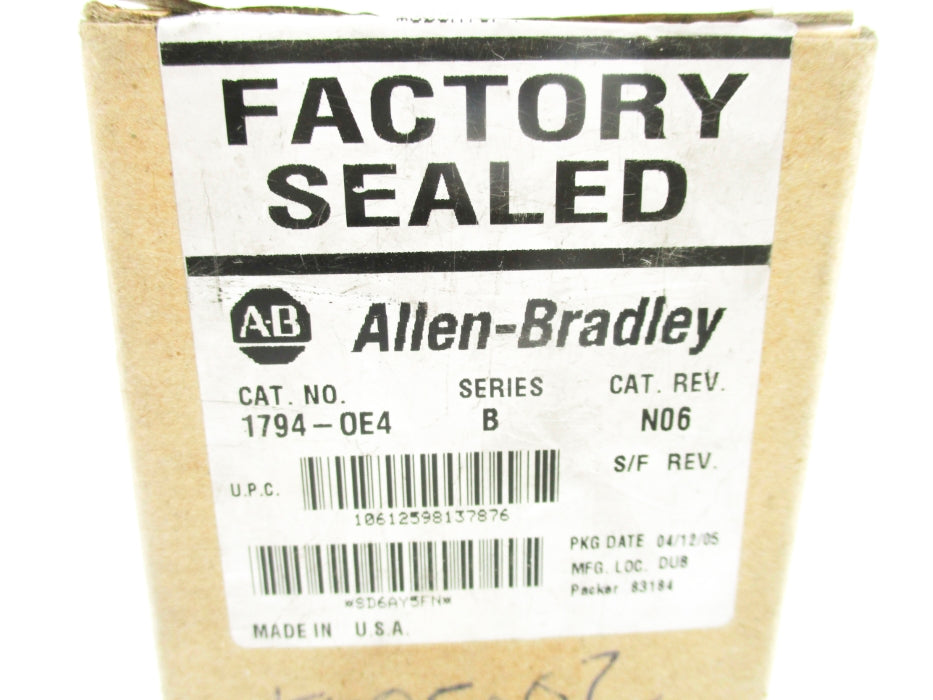 FACTORY
SEALED
A-B Allen-Bradley
CAT. NO. SERIES CAT. REV.
1794-OE4 B N06
S/F REV.
U.P.C.
10612598137876
PKG DATE 04/12/05
MFG. LOC. DUB
Packer 83184
*SD6AY5FN*
MADE IN U.S.A.